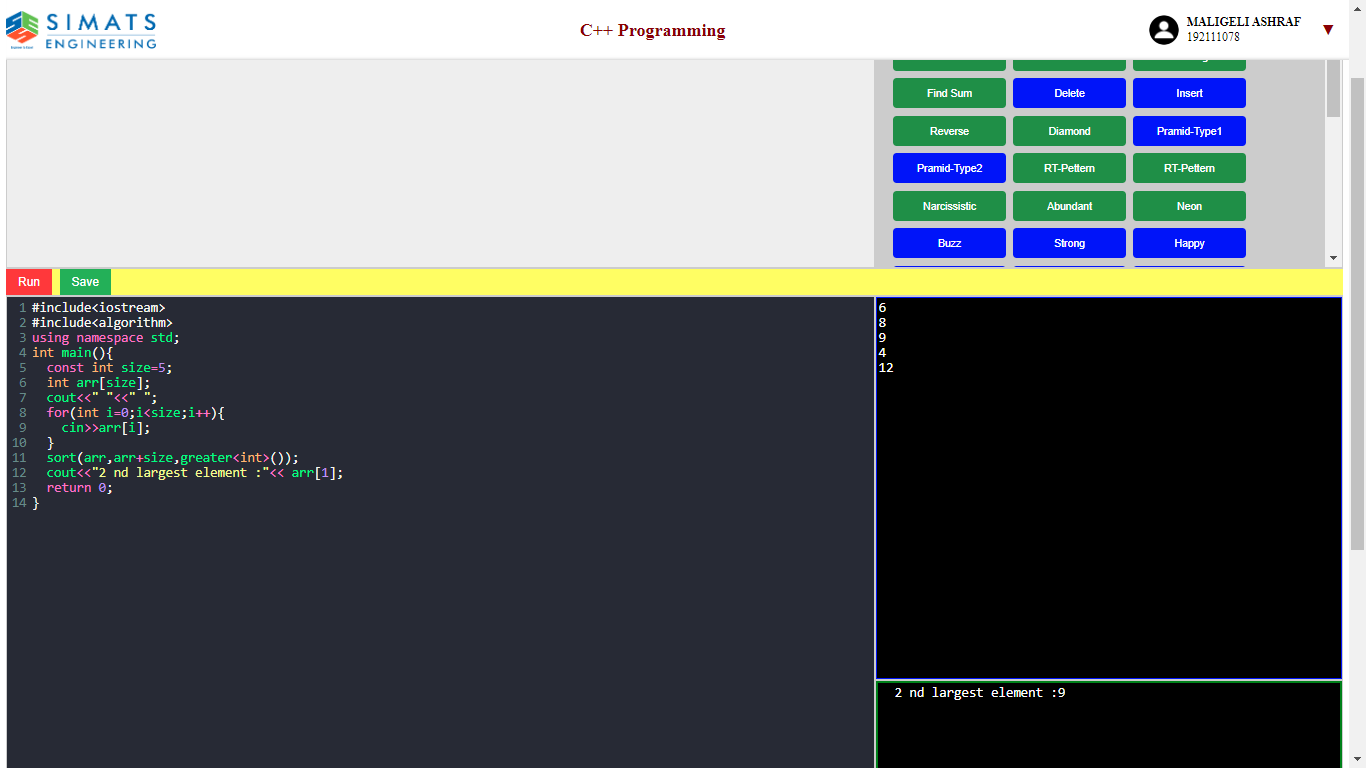 SIMATS
ENGINEERING
C++ Programming
MALIGELI ASHRAF
192111078
Find Sum
Delete
Insert
Reverse
Diamond
Pramid-Type1
Pramid-Type2
RT-Pettern
RT-Pettern
Narcissistic
Abundant
Neon
Buzz
Strong
Happy
Run
Save
1 #include<iostream>
2 #include<algorithm>
3 using namespace std;
4 int main(){
5   const int size=5;
6   int arr[size];
7   cout<<" "<<" ";
8   for(int i=0;i<size;i++){
9     cin>>arr[i];
10   }
11   sort(arr,arr+size,greater<int>());
12   cout<<"2 nd largest element :"<< arr[1];
13   return 0;
14 }
6
8
9
4
12
2 nd largest element :9